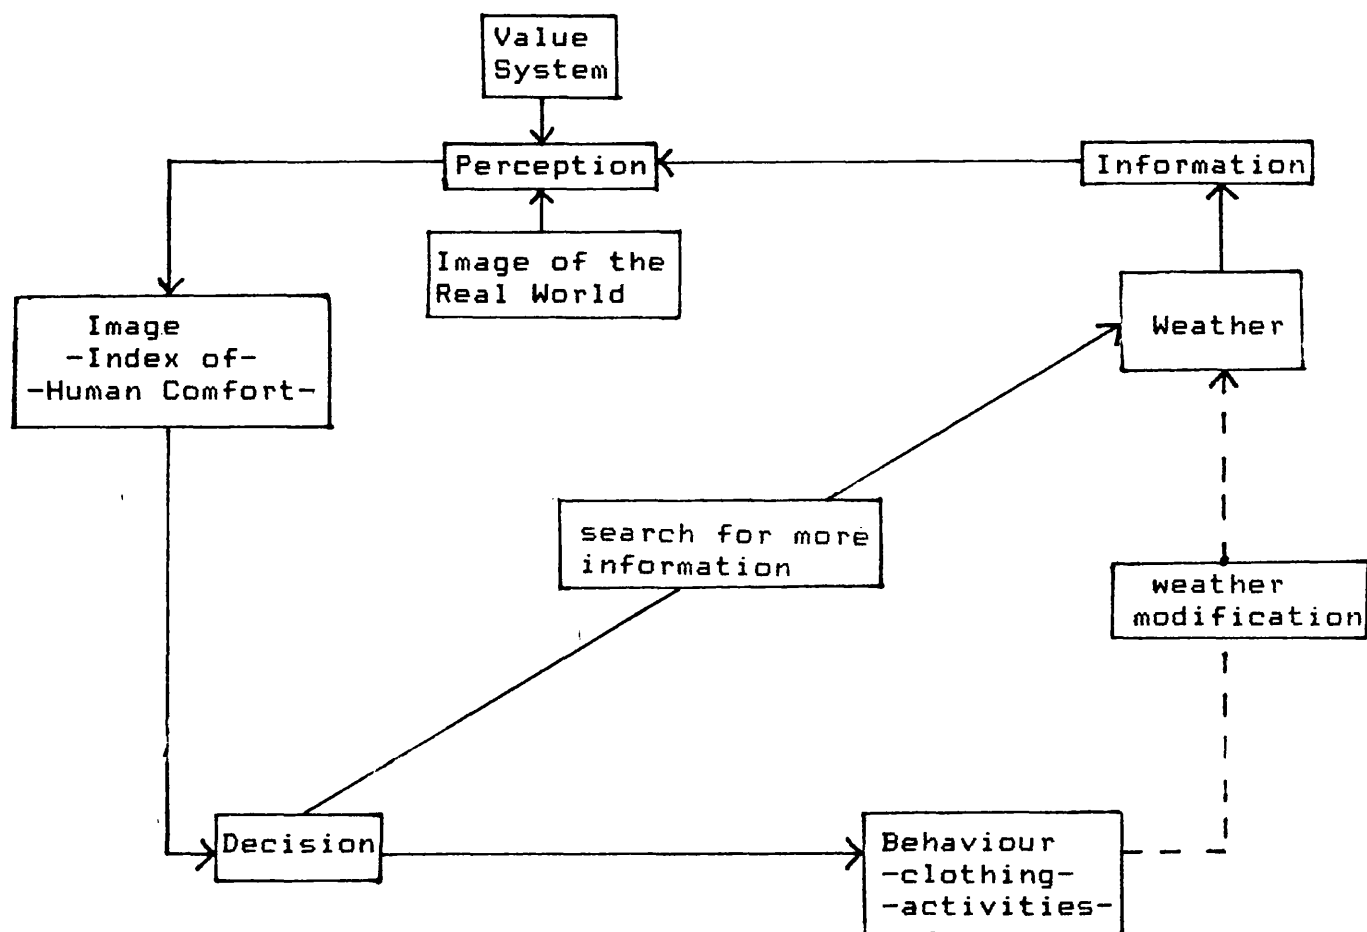 Value
System
Perception
Information
Image of the
Real World
Image
-Index of-
-Human Comfort-
Weather
search for more
information
weather
modification
Decision
Behaviour
-clothing-
-activities-